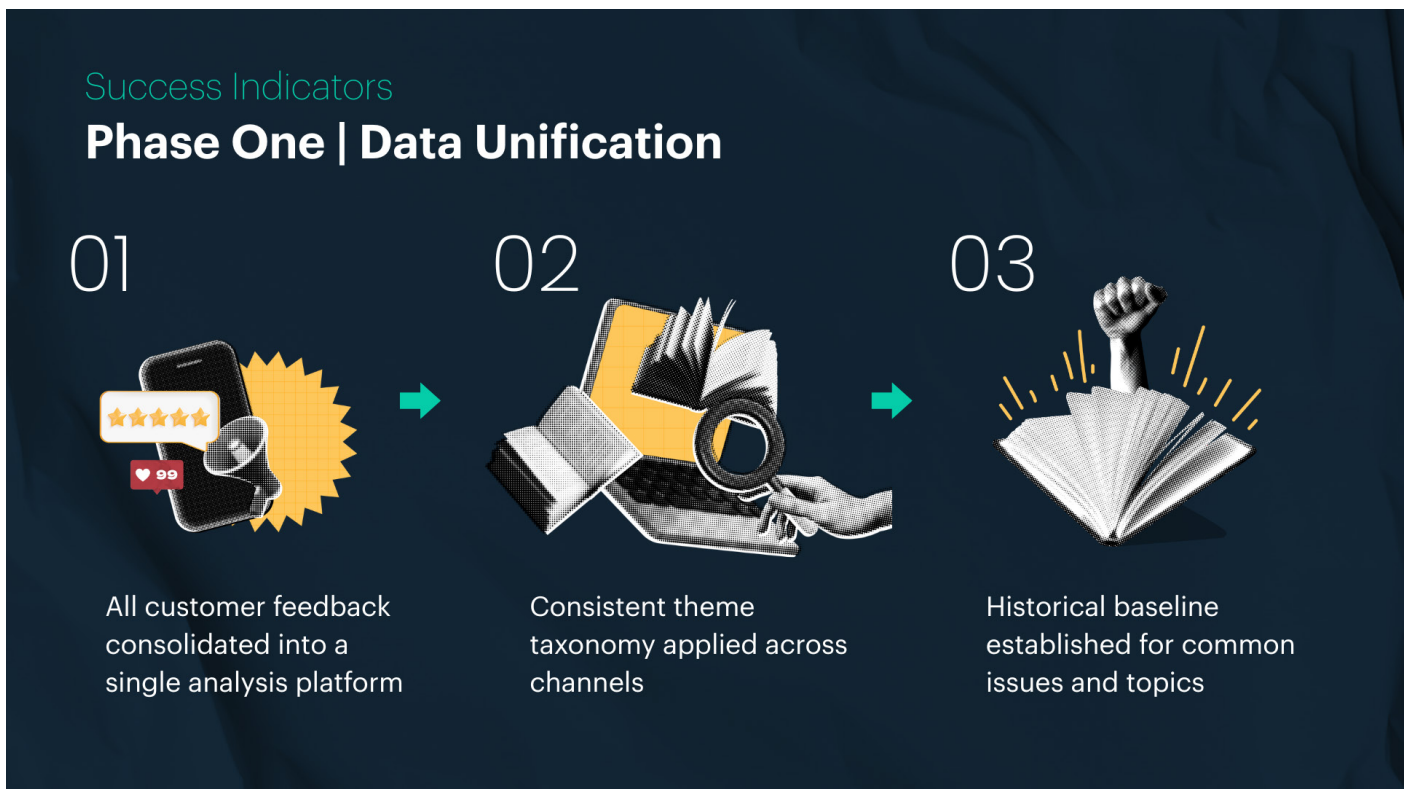 Success Indicators
Phase One | Data Unification
01
99
All customer feedback
consolidated into a
single analysis platform
02
Consistent theme
taxonomy applied across
channels
03
Historical baseline
established for common
issues and topics